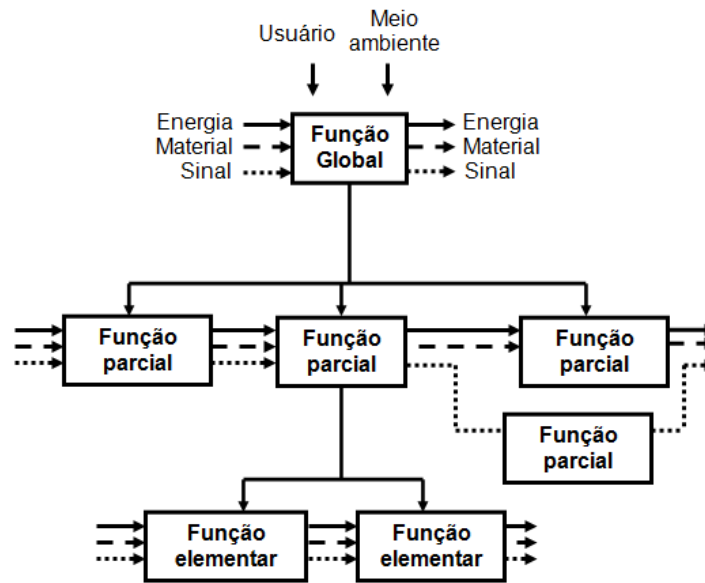 Usuário
Meio
ambiente
Energia
Material
Sinal
Função
Global
Energia
Material
Sinal
Função
parcial
Função
parcial
Função
parcial
Função
parcial
Função
elementar
Função
elementar